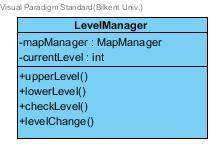 Visual Paradigm Standard(Bilkent Univ.)
LevelManager
-mapManager : MapManager
-currentLevel : int
+upperLevel()
+lowerLevel()
+checkLevel()
+levelChange()